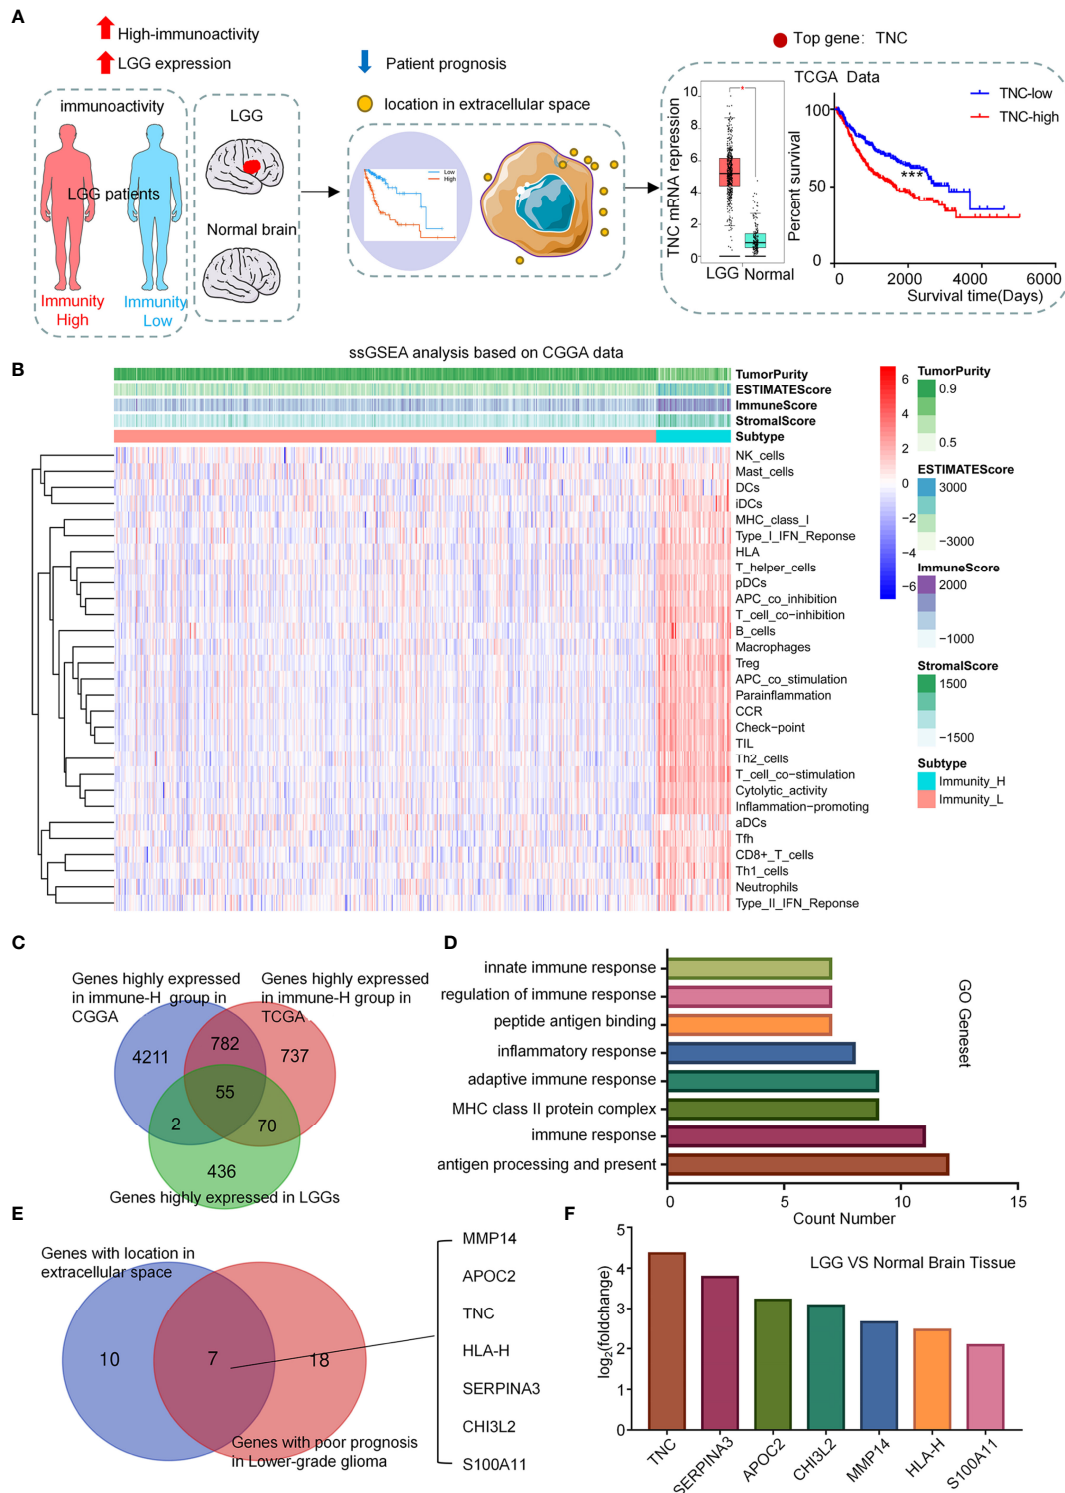 A
High-immunoactivity
LGG expression
immunoactivity
LGG patients
Immunity
High
Immunity
Low
LGG
Normal brain
Patient prognosis
location in extracellular space
Low
High
Top gene: TNC
TNC mRNA repression
10
8
6
4
2
0
LGG Normal
TCGA Data
Percent survival
100
50
0
TNC-low
TNC-high
***
0 2000 4000 6000
Survival time(Days)
B
ssGSEA analysis based on CGGA data
TumorPurity
ESTIMATEScore
ImmuneScore
StromalScore
Subtype
NK_cells
Mast_cells
DCs
iDCs
MHC_class_I
Type_I_IFN_Reponse
HLA
T_helper_cells
pDCs
APC_co_inhibition
T_cell_co-inhibition
B_cells
Macrophages
Treg
APC_co_stimulation
Parainflammation
CCR
Check-point
TIL
Th2_cells
T_cell_co-stimulation
Cytolytic_activity
Inflammation-promoting
aDCs
Tfh
CD8+_T_cells
Th1_cells
Neutrophils
Type_II_IFN_Reponse
6
4
2
0
−2
−4
−6
TumorPurity
0.9
0.5
ESTIMATEScore
3000
−3000
ImmuneScore
2000
−1000
StromalScore
1500
−1500
Subtype
Immunity_H
Immunity_L
C
Genes highly expressed
in immune-H group in
CGGA
Genes highly expressed
in immune-H group in
TCGA
4211
782
737
55
2
70
436
Genes highly expressed in LGGs
D
innate immune response
regulation of immune response
peptide antigen binding
inflammatory response
adaptive immune response
MHC class II protein complex
immune response
antigen processing and present
0 5 10 15
Count Number
GO Geneset
E
Genes with location in
extracellular space
10
7
18
Genes with poor prognosis
in Lower-grade glioma
MMP14
APOC2
TNC
HLA-H
SERPINA3
CHI3L2
S100A11
F
LGG VS Normal Brain Tissue
log2(foldchange)
5
4
3
2
1
0
TNC
SERPINA3
APOC2
CHI3L2
MMP14
HLA-H
S100A11